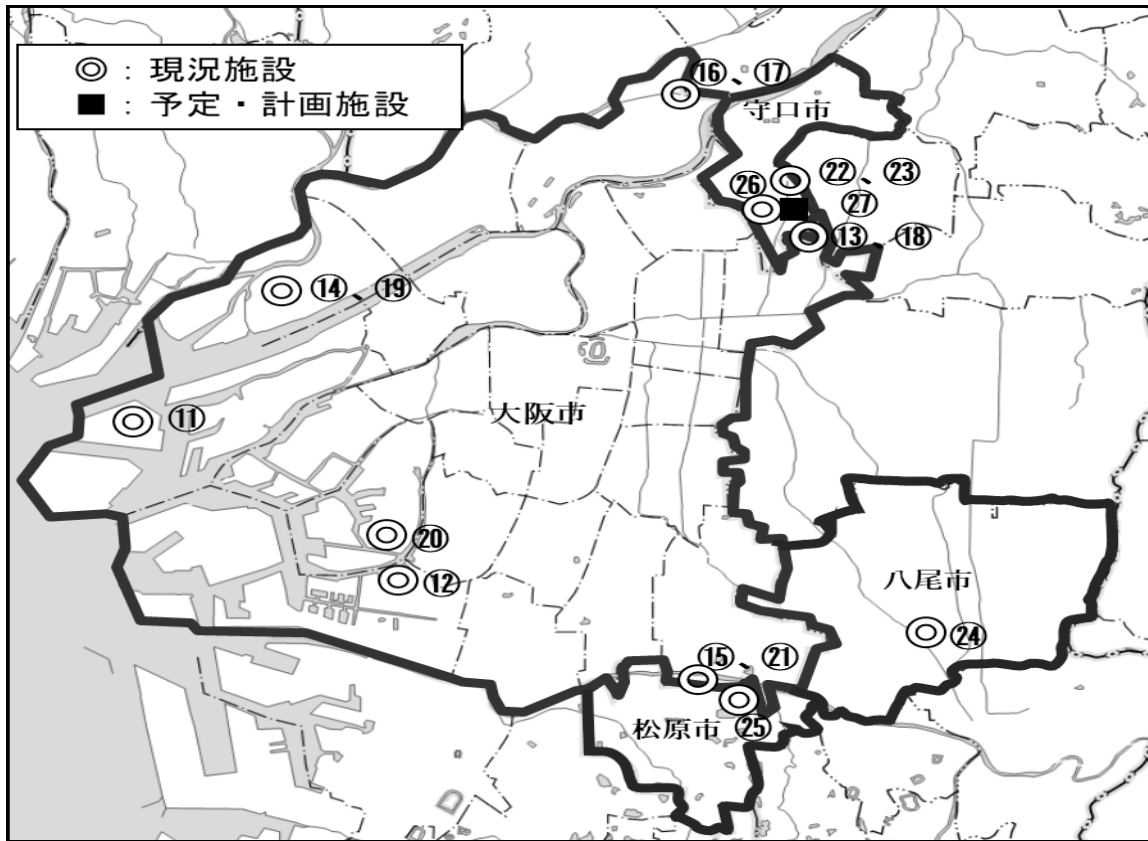 ◎ : 現況施設
■ : 予定・計画施設
⑯ ⑰
守口市
㉒ ㉓
㉖ ㉗
⑬ ⑱
⑭ ⑲
⑪
大阪市
⑳
⑫
八尾市
㉔
⑮ ㉑
松原市 ㉕